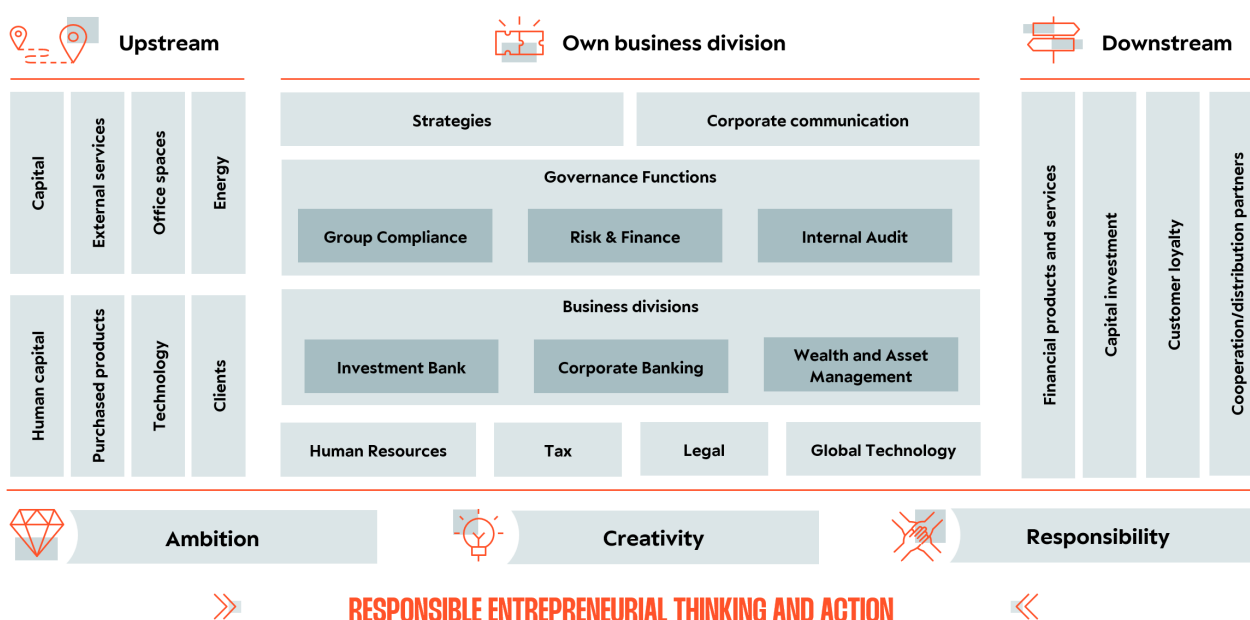 Upstream
Own business division
Downstream
Capital
External services
Office spaces
Energy
Human capital
Purchased products
Technology
Clients
Strategies
Corporate communication
Governance Functions
Group Compliance
Risk & Finance
Internal Audit
Business divisions
Investment Bank
Corporate Banking
Wealth and Asset
Management
Human Resources
Tax
Legal
Global Technology
Financial products and services
Capital investment
Customer loyalty
Cooperation/distribution partners
Ambition
Creativity
Responsibility
RESPONSIBLE ENTREPRENEURIAL THINKING AND ACTION